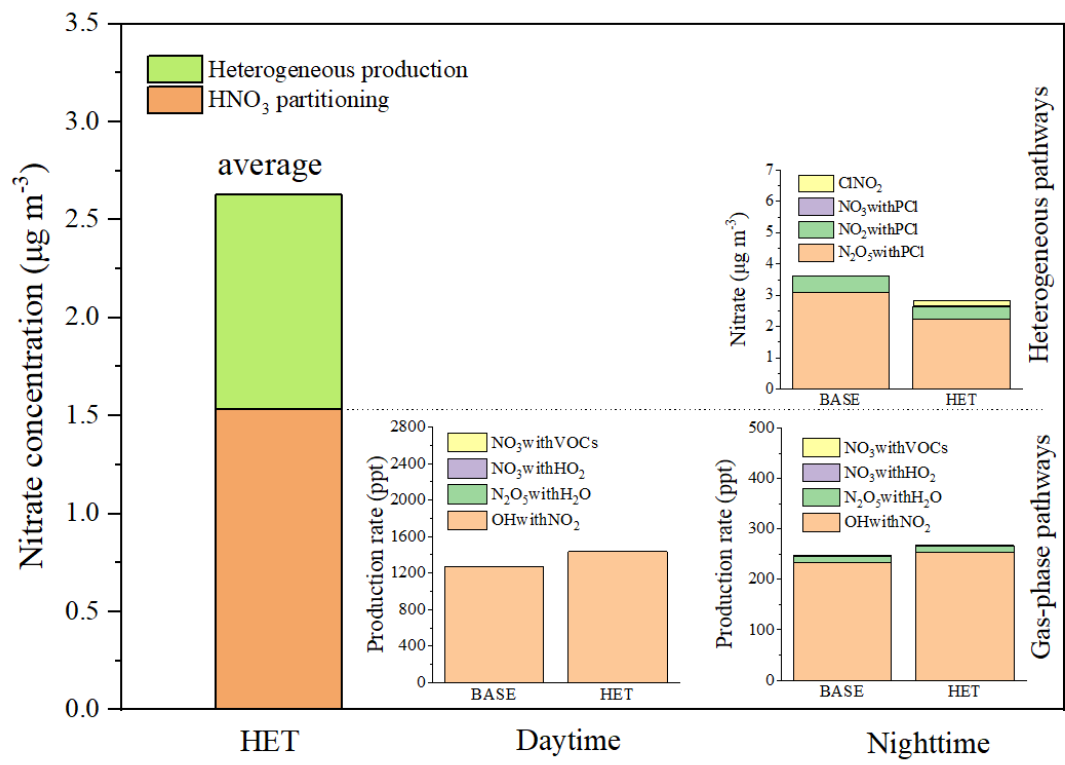 Nitrate concentration (μg m⁻³)
3.5
3.0
2.5
2.0
1.5
1.0
0.5
0.0
Heterogeneous production
HNO₃ partitioning
average
HET
Daytime
Nighttime
Heterogeneous pathways
Gas-phase pathways
Nitrate (μg m⁻³)
7
6
5
4
3
2
1
0
ClNO₂
NO₃withPCl
NO₂withPCl
N₂O₅withPCl
BASE
HET
Production rate (ppt)
2800
2400
2000
1600
1200
800
400
0
NO₃withVOCs
NO₃withHO₂
N₂O₅withH₂O
OHwithNO₂
BASE
HET
Production rate (ppt)
500
400
300
200
100
0
NO₃withVOCs
NO₃withHO₂
N₂O₅withH₂O
OHwithNO₂
BASE
HET